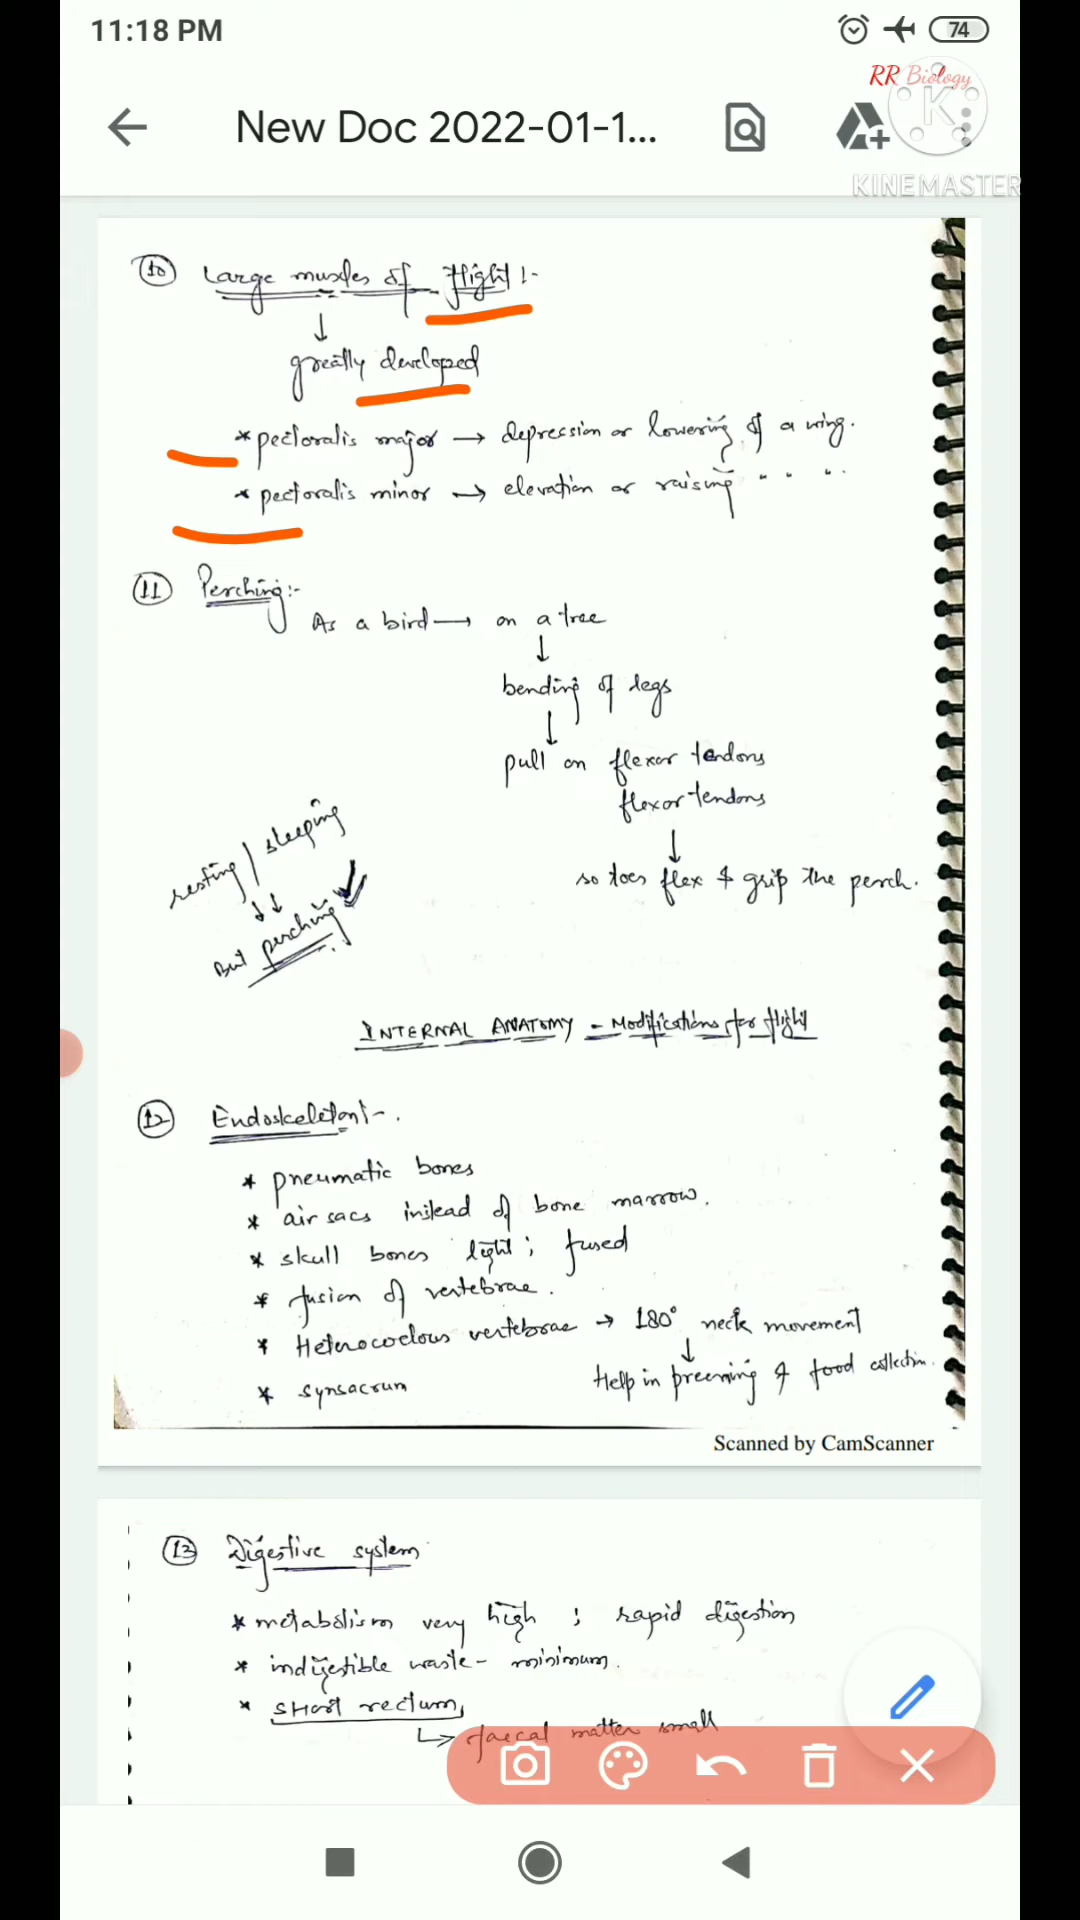 11:18 PM
74
RR Biology
New Doc 2022-01-1...
K
KINEMASTER
10 Large muscles of flight :-
↓
greatly developed
* pectoralis major → depression or lowering of a wing.
* pectoralis minor → elevation or raising " " ".
11 Perching :-
As a bird → on a tree
↓
bending of legs
↓
pull on flexor tendons
flexor tendons
↓
so toes flex & grip the perch.
resting / sleeping
↓↓
But perching ✓
INTERNAL ANATOMY - Modifications for flight
12 Endoskeleton :-
* pneumatic bones
* air sacs instead of bone marrow.
* skull bones light ; fused
* fusion of vertebrae.
* Heterocoelous vertebrae → 180° neck movement
↓
* synsacrum Help in preening & food collection.
Scanned by CamScanner
13 Digestive system
* metabolism very high ; rapid digestion
* indigestible waste - minimum.
* short rectum,
↳ faecal matter small